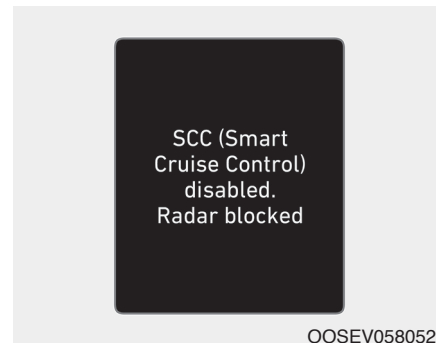 SCC (Smart
Cruise Control)
disabled.
Radar blocked
OOSEV058052